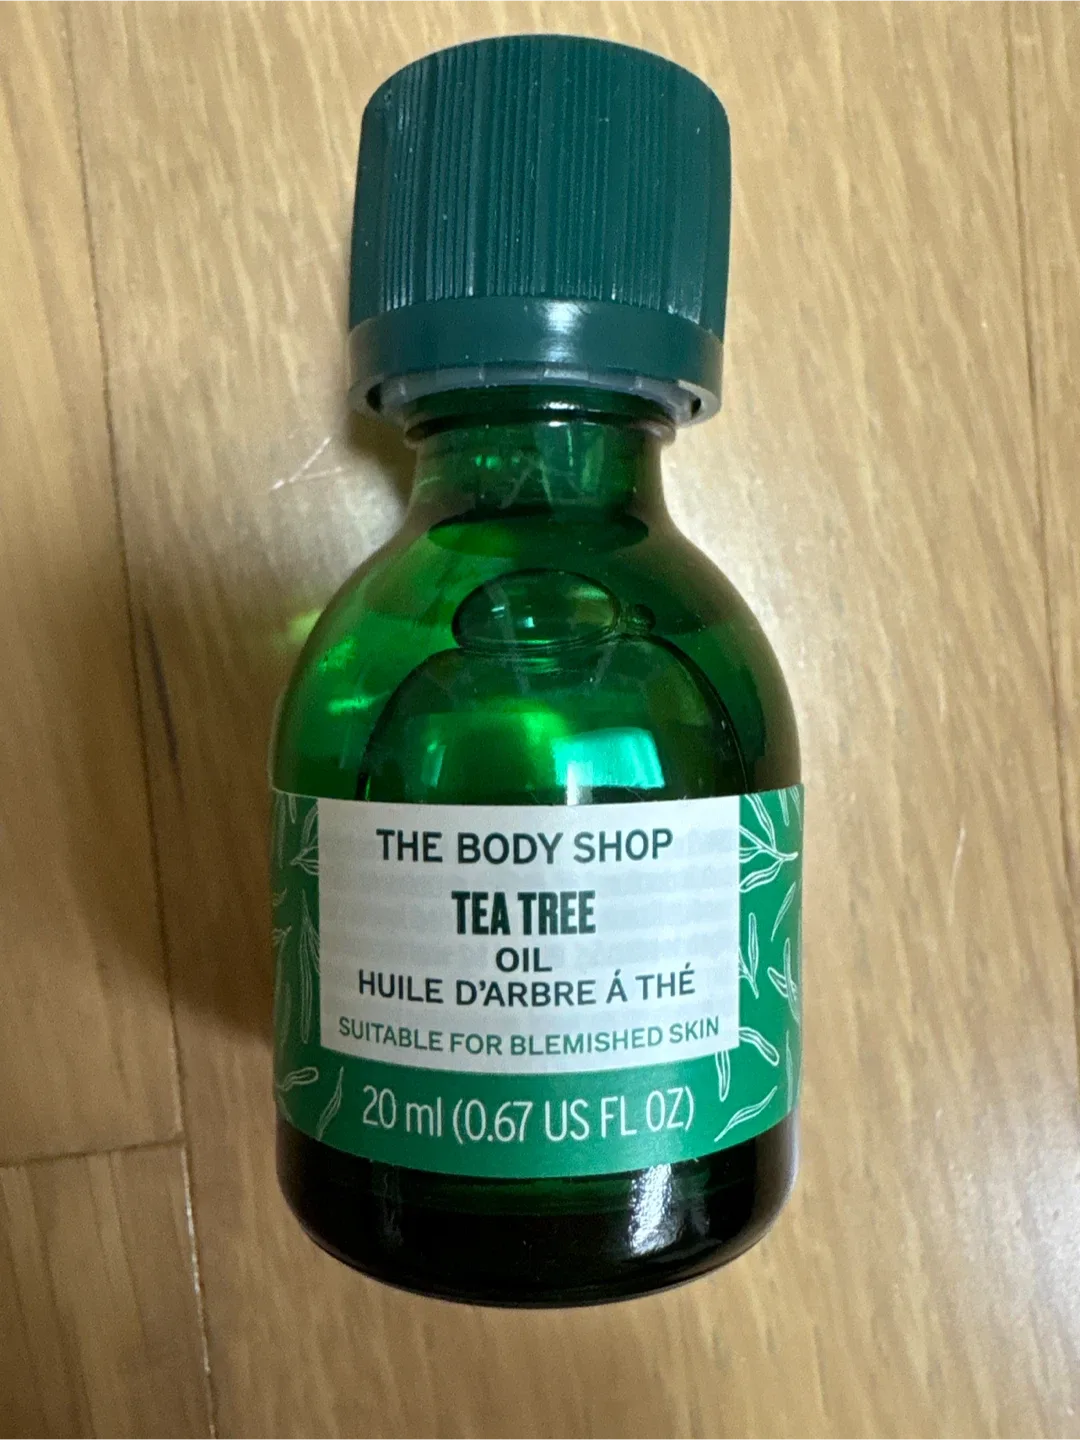 THE BODY SHOP
TEA TREE
OIL
HUILE D'ARBRE Á THÉ
SUITABLE FOR BLEMISHED SKIN
20 ml (0.67 US FL OZ)